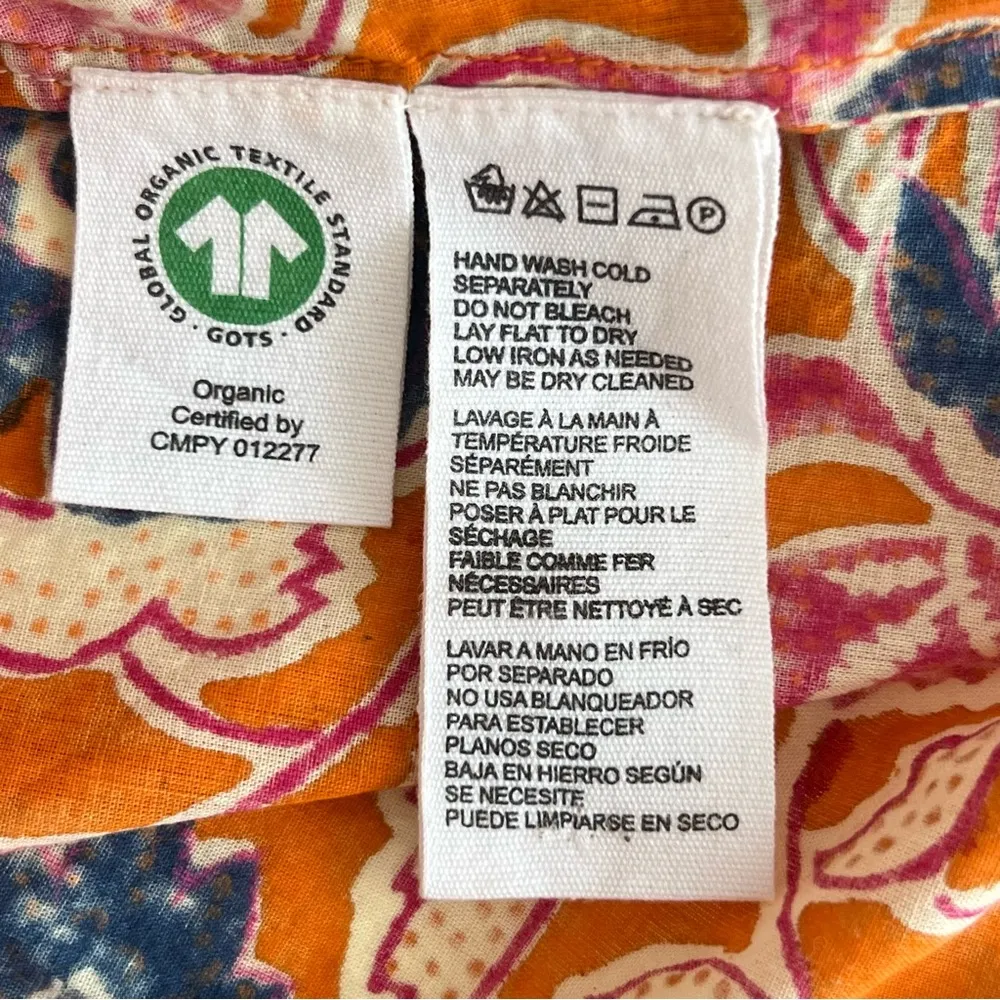 GLOBAL ORGANIC TEXTILE STANDARD · GOTS ·
Organic
Certified by
CMPY 012277
P
HAND WASH COLD
SEPARATELY
DO NOT BLEACH
LAY FLAT TO DRY
LOW IRON AS NEEDED
MAY BE DRY CLEANED
LAVAGE À LA MAIN À
TEMPÉRATURE FROIDE
SÉPARÉMENT
NE PAS BLANCHIR
POSER À PLAT POUR LE
SÉCHAGE
FAIBLE COMME FER
NÉCESSAIRES
PEUT ÊTRE NETTOYÉ À SEC
LAVAR A MANO EN FRÍO
POR SEPARADO
NO USA BLANQUEADOR
PARA ESTABLECER
PLANOS SECO
BAJA EN HIERRO SEGÚN
SE NECESITE
PUEDE LIMPIARSE EN SECO